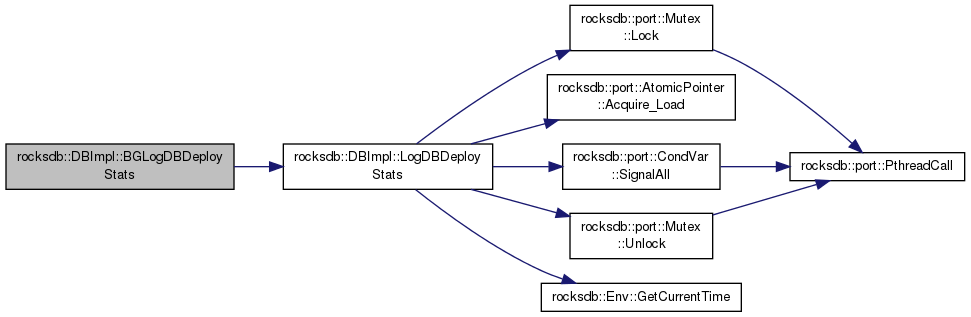 rocksdb::DBImpl::BGLogDBDeploy
Stats
rocksdb::DBImpl::LogDBDeploy
Stats
rocksdb::port::Mutex
::Lock
rocksdb::port::AtomicPointer
::Acquire_Load
rocksdb::port::CondVar
::SignalAll
rocksdb::port::Mutex
::Unlock
rocksdb::Env::GetCurrentTime
rocksdb::port::PthreadCall